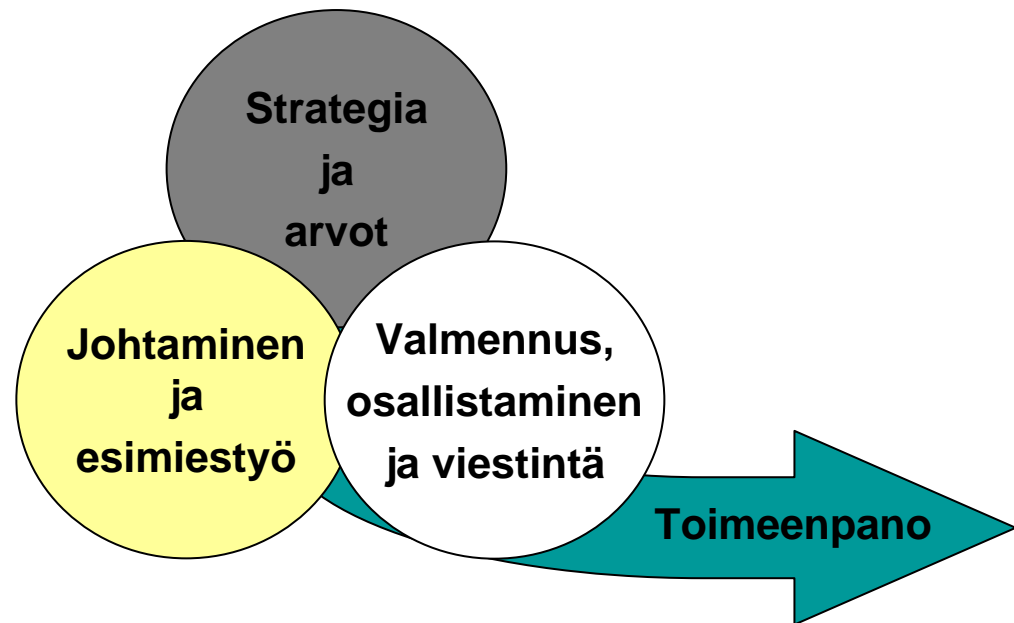 Strategia
ja
arvot
Johtaminen
ja
esimiestyö
Valmennus,
osallistaminen
ja viestintä
Toimeenpano